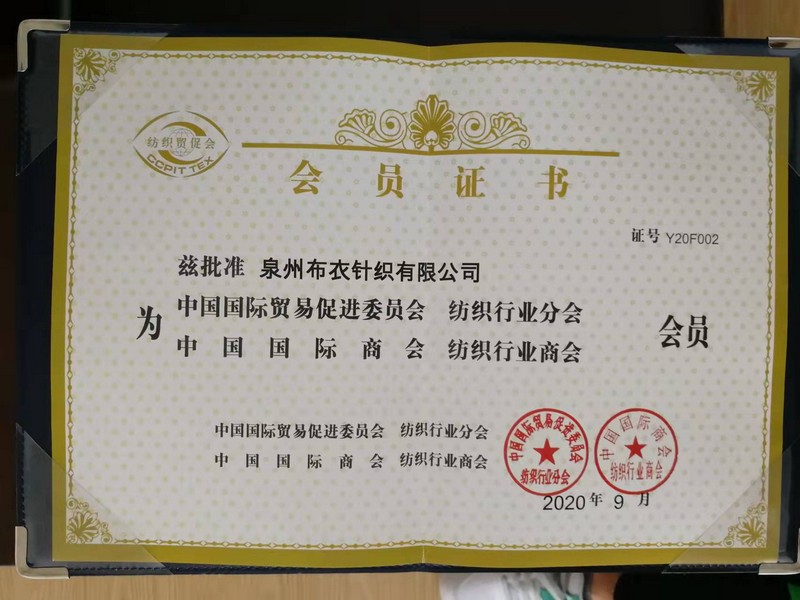 纺织贸促会
CCPIT TEX
会员证书
证号 Y20F002
兹批准 泉州布衣针织有限公司
为 中国国际贸易促进委员会 纺织行业分会 会员
中国国际商会 纺织行业商会
中国国际贸易促进委员会 纺织行业分会
中国国际商会 纺织行业商会
中国国际贸易促进委员会
纺织行业分会
中国国际商会
纺织行业商会
2020年9月